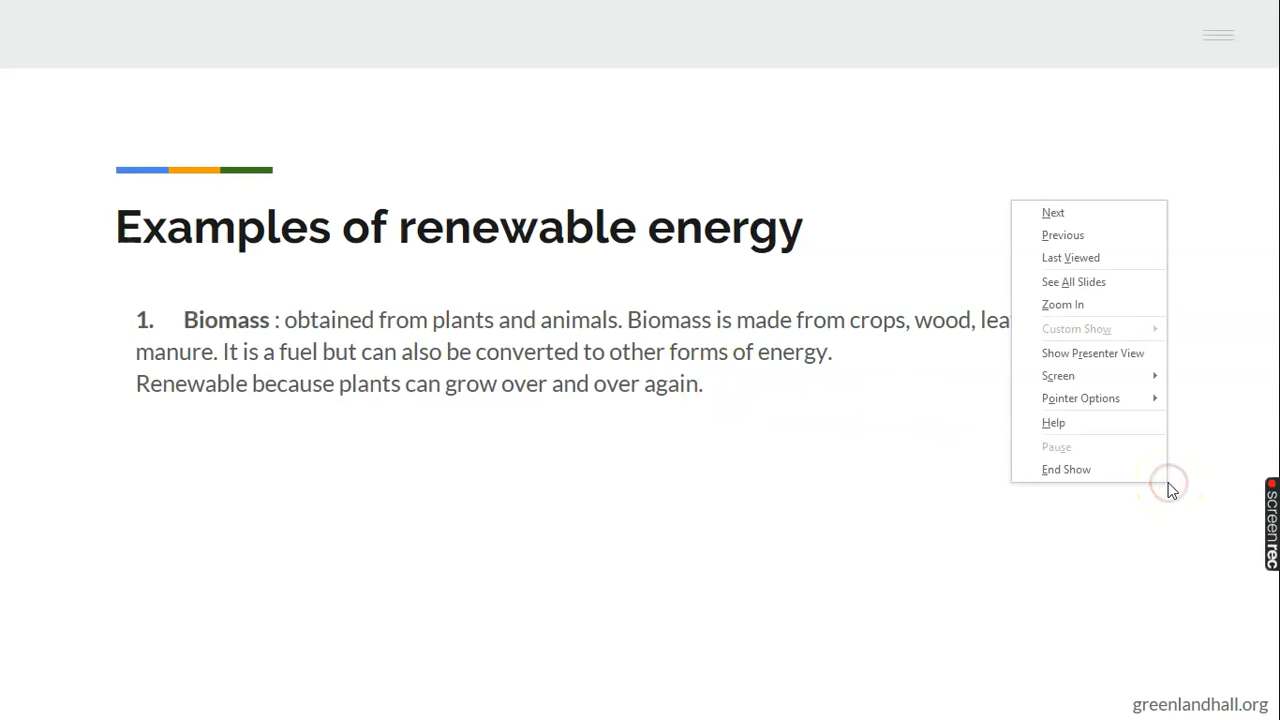 Examples of renewable energy
1. Biomass : obtained from plants and animals. Biomass is made from crops, wood,
manure. It is a fuel but can also be converted to other forms of energy.
Renewable because plants can grow over and over again.
Next
Previous
Last Viewed
See All Slides
Zoom In
Custom Show
Show Presenter View
Screen
Pointer Options
Help
Pause
End Show
screenrec
greenlandhall.org